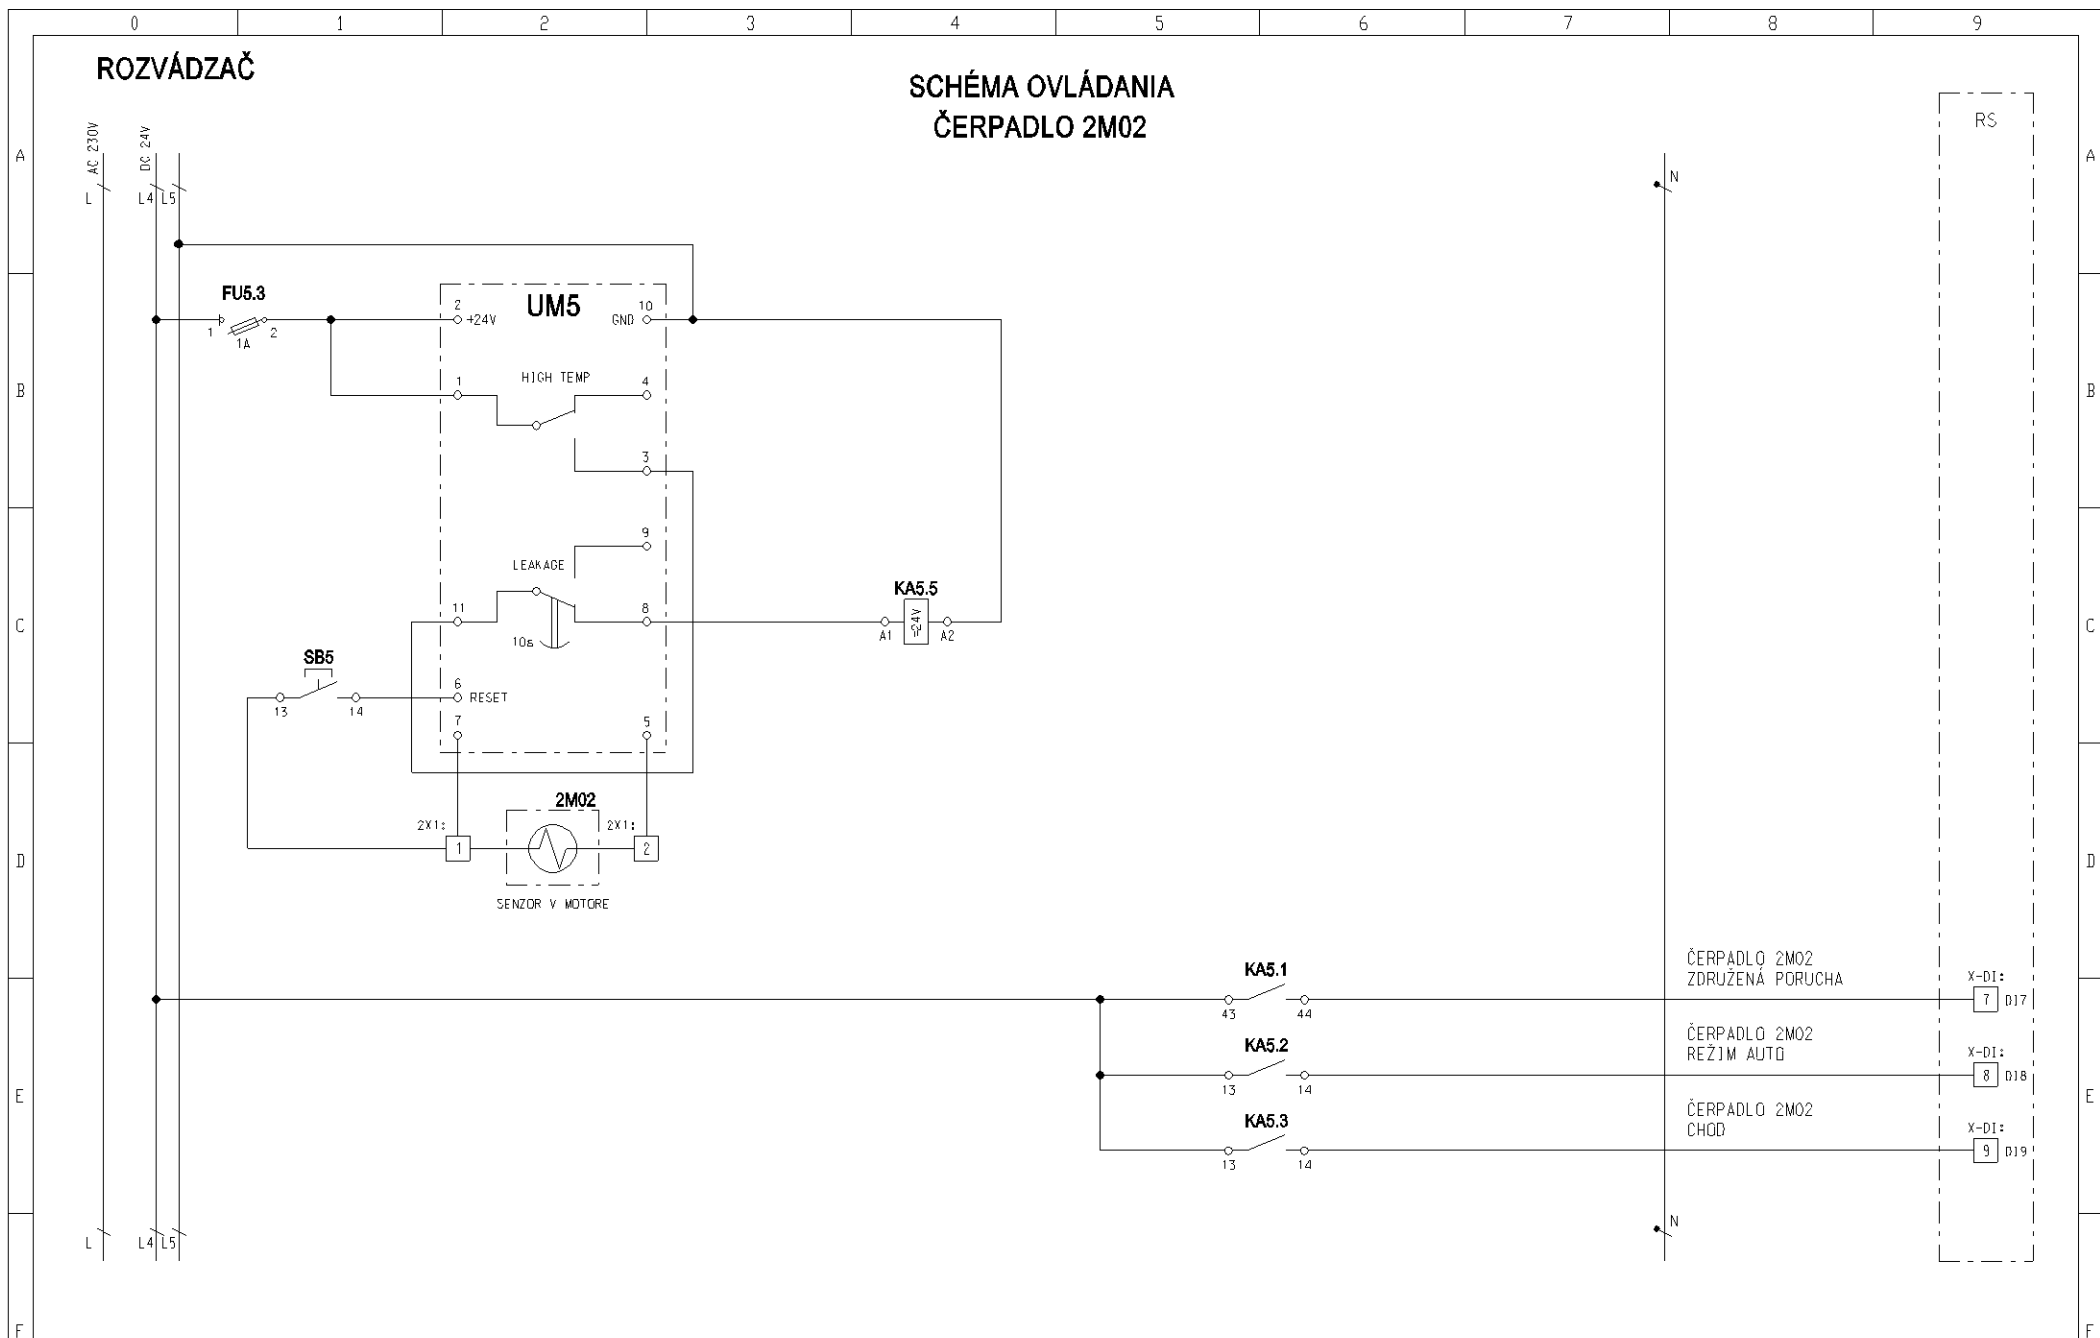 0 1 2 3 4 5 6 7 8 9
ROZVÁDZAČ
SCHÉMA OVLÁDANIA
ČERPADLO 2M02
RS
AC 230V
DC 24V
A A
L L4 L5 N
FU5.3
1 2
1A
UM5
2 +24V
10
GND
B B
1 HIGH TEMP 4
3
9
LEAKAGE
11 8
10s
KA5.5
=24V
A1 A2
C C
SB5
13 14
6 RESET
7 5
2M02
2X1: 2X1:
1 2
D D
SENZOR V MOTORE
KA5.1
43 44
ČERPADLO 2M02
ZDRUŽENÁ PORUCHA
X-DI:
7 DI7
KA5.2
13 14
ČERPADLO 2M02
REŽIM AUTO
X-DI:
8 DI8
E E
KA5.3
13 14
ČERPADLO 2M02
CHOD
X-DI:
9 DI9
L L4 L5 N
F F